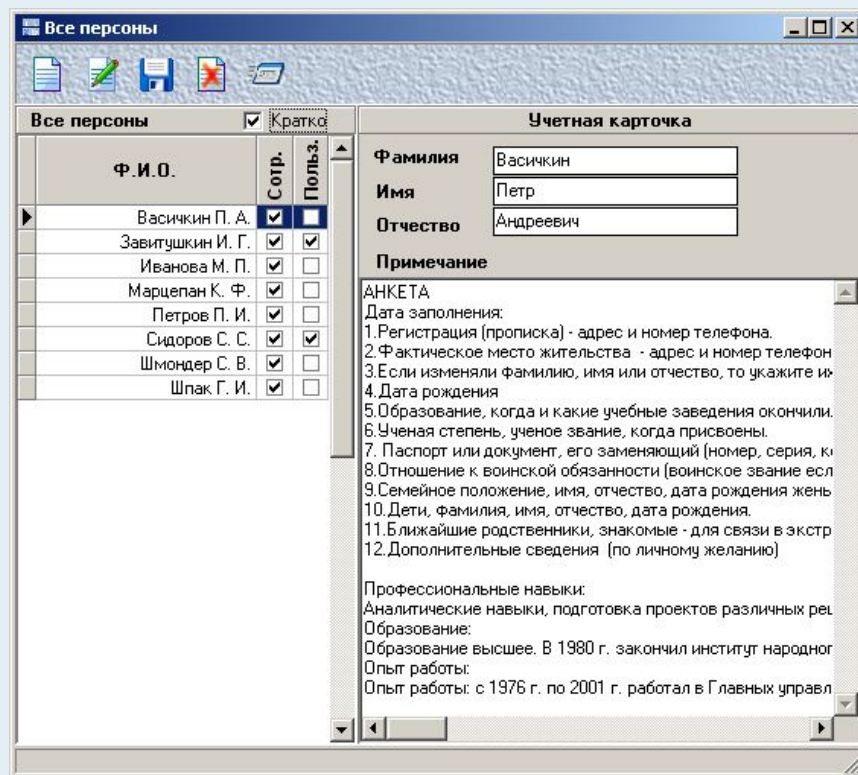 Все персоны
Все персоны Кратко
Ф.И.О. Сотр. Польз.
Васичкин П. А.
Завитушкин И. Г.
Иванова М. П.
Марцепан К. Ф.
Петров П. И.
Сидоров С. С.
Шмондер С. В.
Шпак Г. И.
Учетная карточка
Фамилия Васичкин
Имя Петр
Отчество Андреевич
Примечание
АНКЕТА
Дата заполнения:
1.Регистрация (прописка) - адрес и номер телефона.
2.Фактическое место жительства - адрес и номер телефон
3.Если изменяли фамилию, имя или отчество, то укажите их
4.Дата рождения
5.Образование, когда и какие учебные заведения окончили.
6.Ученая степень, ученое звание, когда присвоены.
7. Паспорт или документ, его заменяющий (номер, серия,
8.Отношение к воинской обязанности (воинское звание есл
9.Семейное положение, имя, отчество, дата рождения жень
10.Дети, фамилия, имя, отчество, дата рождения.
11.Ближайшие родственники, знакомые - для связи в экстр
12.Дополнительные сведения (по личному желанию)
Профессиональные навыки:
Аналитические навыки, подготовка проектов различных
Образование:
Образование высшее. В 1980 г. закончил институт народног
Опыт работы:
Опыт работы: с 1976 г. по 2001 г. работал в Главных управл